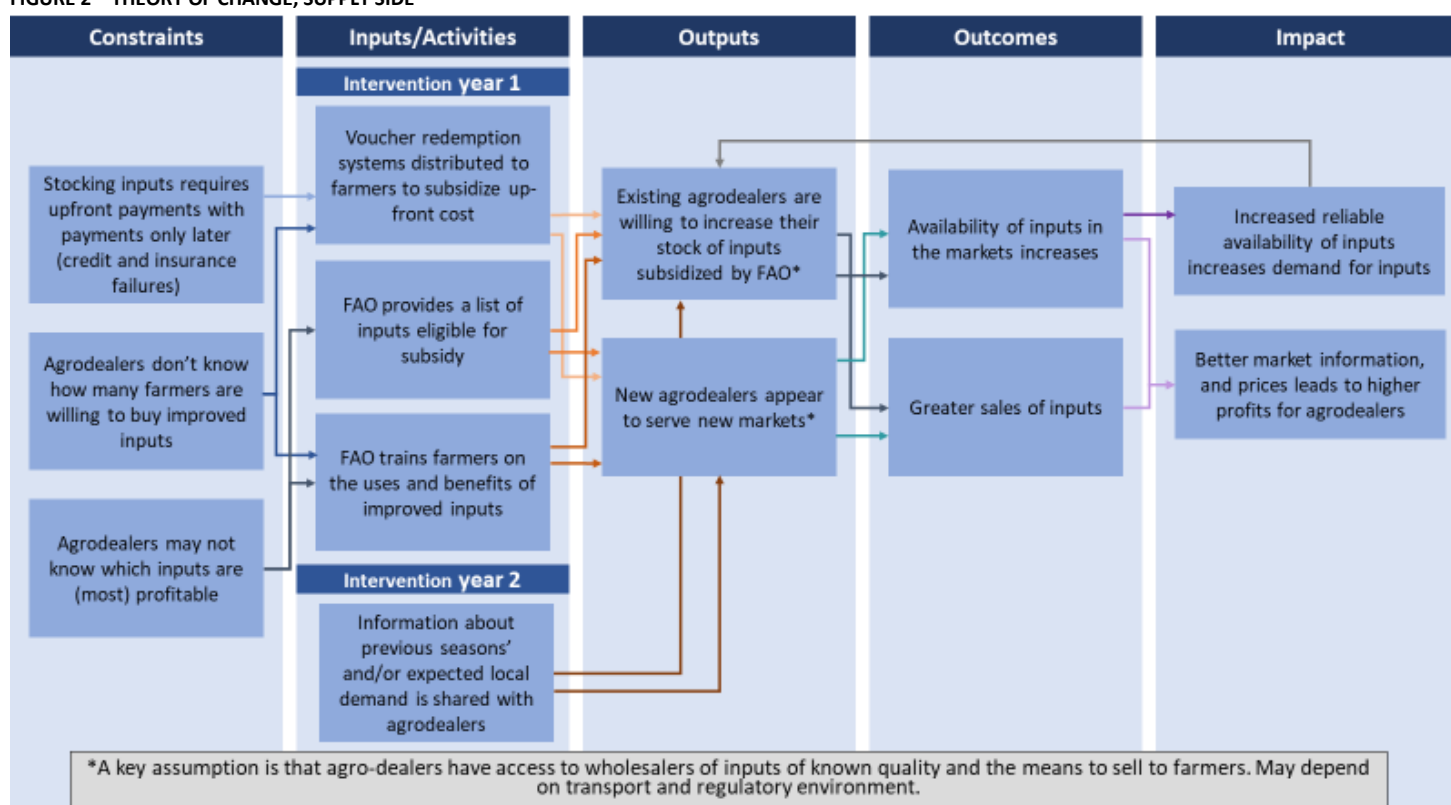 FIGURE 2 – THEORY OF CHANGE, SUPPLY SIDE
Constraints
Inputs/Activities
Outputs
Outcomes
Impact
Stocking inputs requires
upfront payments with
payments only later
(credit and insurance
failures)
Agrodealers don’t know
how many farmers are
willing to buy improved
inputs
Agrodealers may not
know which inputs are
(most) profitable
Intervention year 1
Voucher redemption
systems distributed to
farmers to subsidize up-
front cost
FAO provides a list of
inputs eligible for
subsidy
FAO trains farmers on
the uses and benefits of
improved inputs
Intervention year 2
Information about
previous seasons’
and/or expected local
demand is shared with
agrodealers
Existing agrodealers are
willing to increase their
stock of inputs
subsidized by FAO*
New agrodealers appear
to serve new markets*
Availability of inputs in
the markets increases
Greater sales of inputs
Increased reliable
availability of inputs
increases demand for inputs
Better market information,
and prices leads to higher
profits for agrodealers
*A key assumption is that agro-dealers have access to wholesalers of inputs of known quality and the means to sell to farmers. May depend
on transport and regulatory environment.